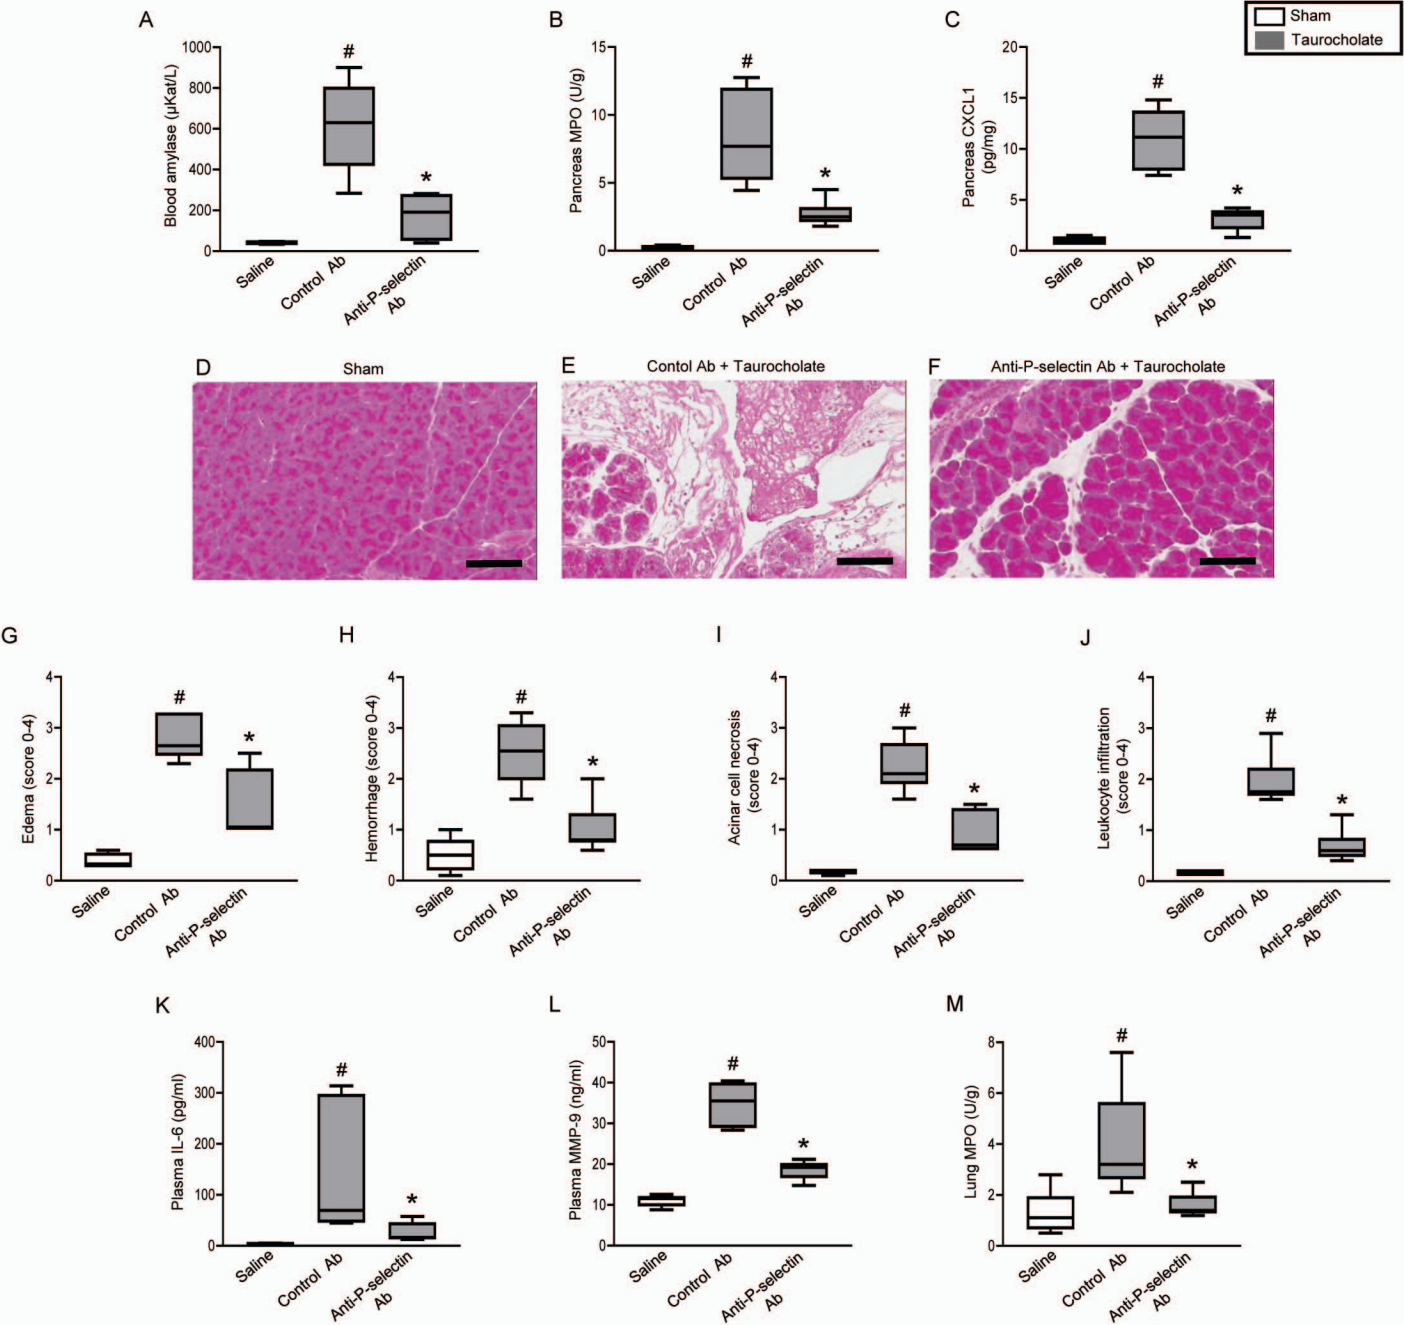 A
B
C
Sham
Taurocholate
Blood amylase (µKat/L)
1000
800
600
400
200
0
#
*
Saline
Control Ab
Anti-P-selectin
Ab
Pancreas MPO (U/g)
15
10
5
0
#
*
Saline
Control Ab
Anti-P-selectin
Ab
Pancreas CXCL1
(pg/mg)
20
15
10
5
0
#
*
Saline
Control Ab
Anti-P-selectin
Ab
D
Sham
E
Contol Ab + Taurocholate
F
Anti-P-selectin Ab + Taurocholate
G
H
I
J
Edema (score 0-4)
4
3
2
1
0
#
*
Saline
Control Ab
Anti-P-selectin
Ab
Hemorrhage (score 0-4)
4
3
2
1
0
#
*
Saline
Control Ab
Anti-P-selectin
Ab
Acinar cell necrosis
(score 0-4)
4
3
2
1
0
#
*
Saline
Control Ab
Anti-P-selectin
Ab
Leukocyte infiltration
(score 0-4)
4
3
2
1
0
#
*
Saline
Control Ab
Anti-P-selectin
Ab
K
L
M
Plasma IL-6 (pg/ml)
400
300
200
100
0
#
*
Saline
Control Ab
Anti-P-selectin
Ab
Plasma MMP-9 (ng/ml)
50
40
30
20
10
0
#
*
Saline
Control Ab
Anti-P-selectin
Ab
Lung MPO (U/g)
8
6
4
2
0
#
*
Saline
Control Ab
Anti-P-selectin
Ab